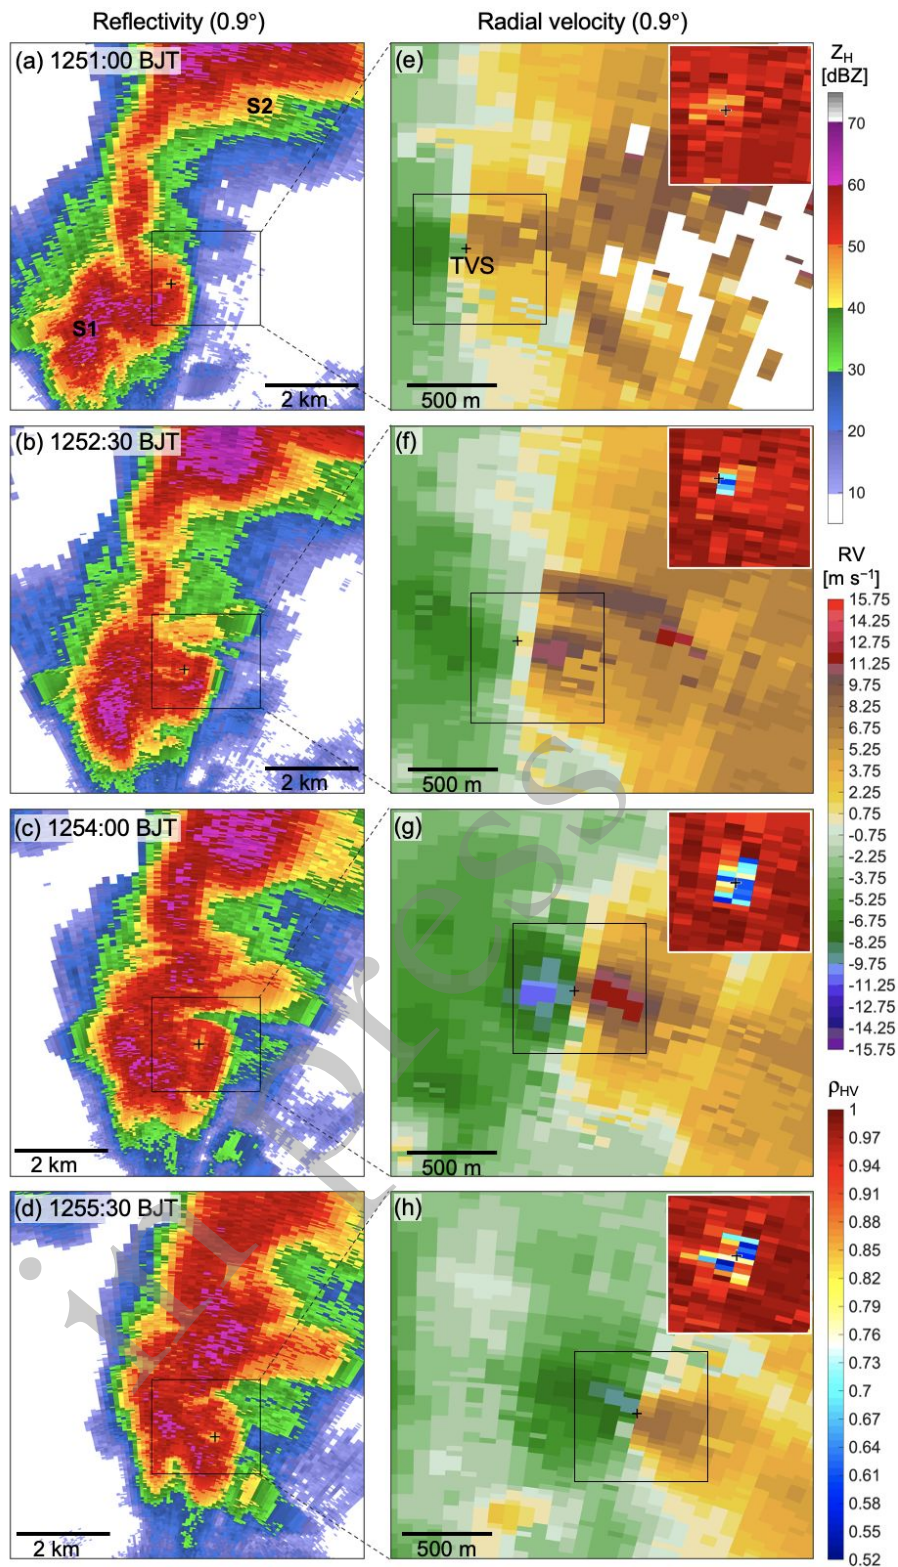 Reflectivity (0.9°)
Radial velocity (0.9°)
(a) 1251:00 BJT
S2
S1
2 km
(e)
TVS
500 m
(b) 1252:30 BJT
2 km
(f)
500 m
(c) 1254:00 BJT
2 km
(g)
500 m
(d) 1255:30 BJT
2 km
(h)
500 m
Z_H
[dBZ]
70
60
50
40
30
20
10
RV
[m s⁻¹]
15.75
14.25
12.75
11.25
9.75
8.25
6.75
5.25
3.75
2.25
0.75
-0.75
-2.25
-3.75
-5.25
-6.75
-8.25
-9.75
-11.25
-12.75
-14.25
-15.75
ρHV
1
0.97
0.94
0.91
0.88
0.85
0.82
0.79
0.76
0.73
0.7
0.67
0.64
0.61
0.58
0.55
0.52
in press